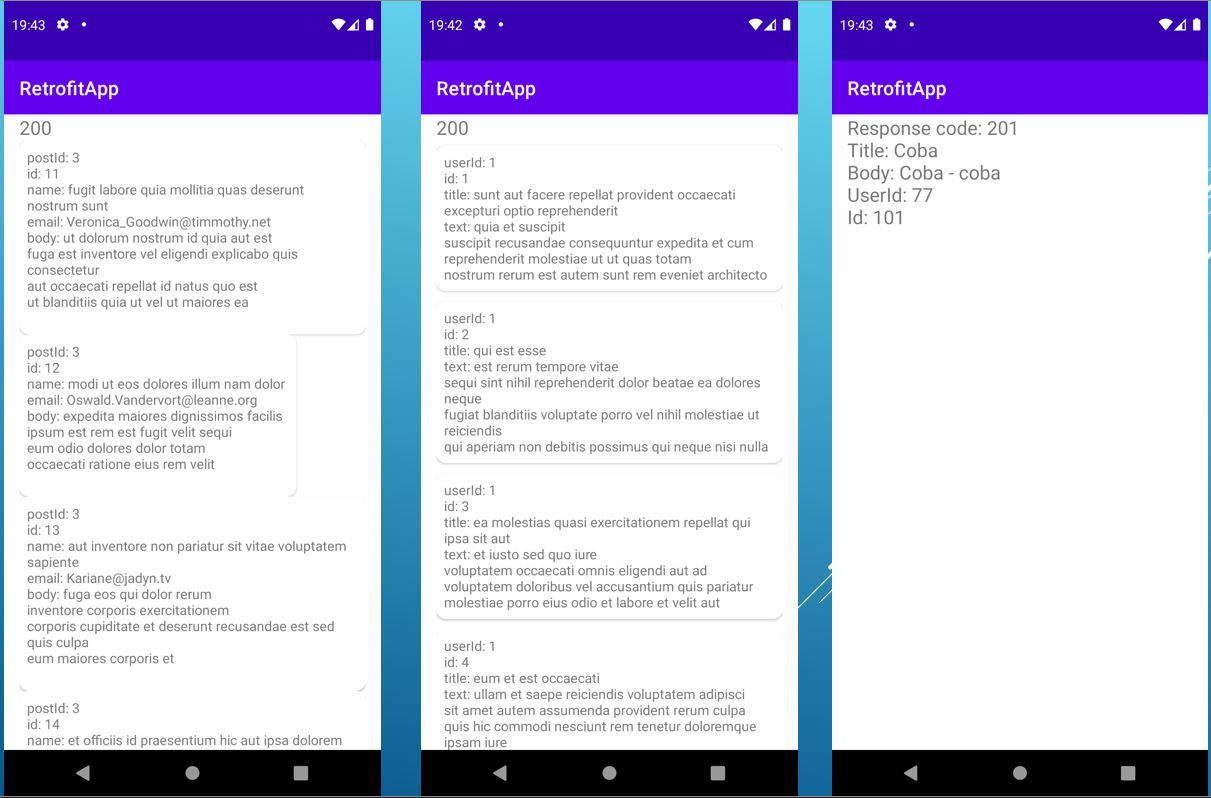 19:43
RetrofitApp
200
postId: 3
id: 11
name: fugit labore quia mollitia quas deserunt
nostrum sunt
email: Veronica_Goodwin@timmothy.net
body: ut dolorum nostrum id quia aut est
fuga est inventore vel eligendi explicabo quis
consectetur
aut occaecati repellat id natus quo est
ut blanditiis quia ut vel ut maiores ea
postId: 3
id: 12
name: modi ut eos dolores illum nam dolor
email: Oswald.Vandervort@leanne.org
body: expedita maiores dignissimos facilis
ipsum est rem est fugit velit sequi
eum odio dolores dolor totam
occaecati ratione eius rem velit
postId: 3
id: 13
name: aut inventore non pariatur sit vitae voluptatem
sapiente
email: Kariane@jadyn.tv
body: fuga eos qui dolor rerum
inventore corporis exercitationem
corporis cupiditate et deserunt recusandae est sed
quis culpa
eum maiores corporis et
postId: 3
id: 14
name: et officiis id praesentium hic aut ipsa dolorem
19:42
RetrofitApp
200
userId: 1
id: 1
title: sunt aut facere repellat provident occaecati
excepturi optio reprehenderit
text: quia et suscipit
suscipit recusandae consequuntur expedita et cum
reprehenderit molestiae ut ut quas totam
nostrum rerum est autem sunt rem eveniet architecto
userId: 1
id: 2
title: qui est esse
text: est rerum tempore vitae
sequi sint nihil reprehenderit dolor beatae ea dolores
neque
fugiat blanditiis voluptate porro vel nihil molestiae ut
reiciendis
qui aperiam non debitis possimus qui neque nisi nulla
userId: 1
id: 3
title: ea molestias quasi exercitationem repellat qui
ipsa sit aut
text: et iusto sed quo iure
voluptatem occaecati omnis eligendi aut ad
voluptatem doloribus vel accusantium quis pariatur
molestiae porro eius odio et labore et velit aut
userId: 1
id: 4
title: eum et est occaecati
text: ullam et saepe reiciendis voluptatem adipisci
sit amet autem assumenda provident rerum culpa
quis hic commodi nesciunt rem tenetur doloremque
ipsam iure
19:43
RetrofitApp
Response code: 201
Title: Coba
Body: Coba - coba
UserId: 77
Id: 101